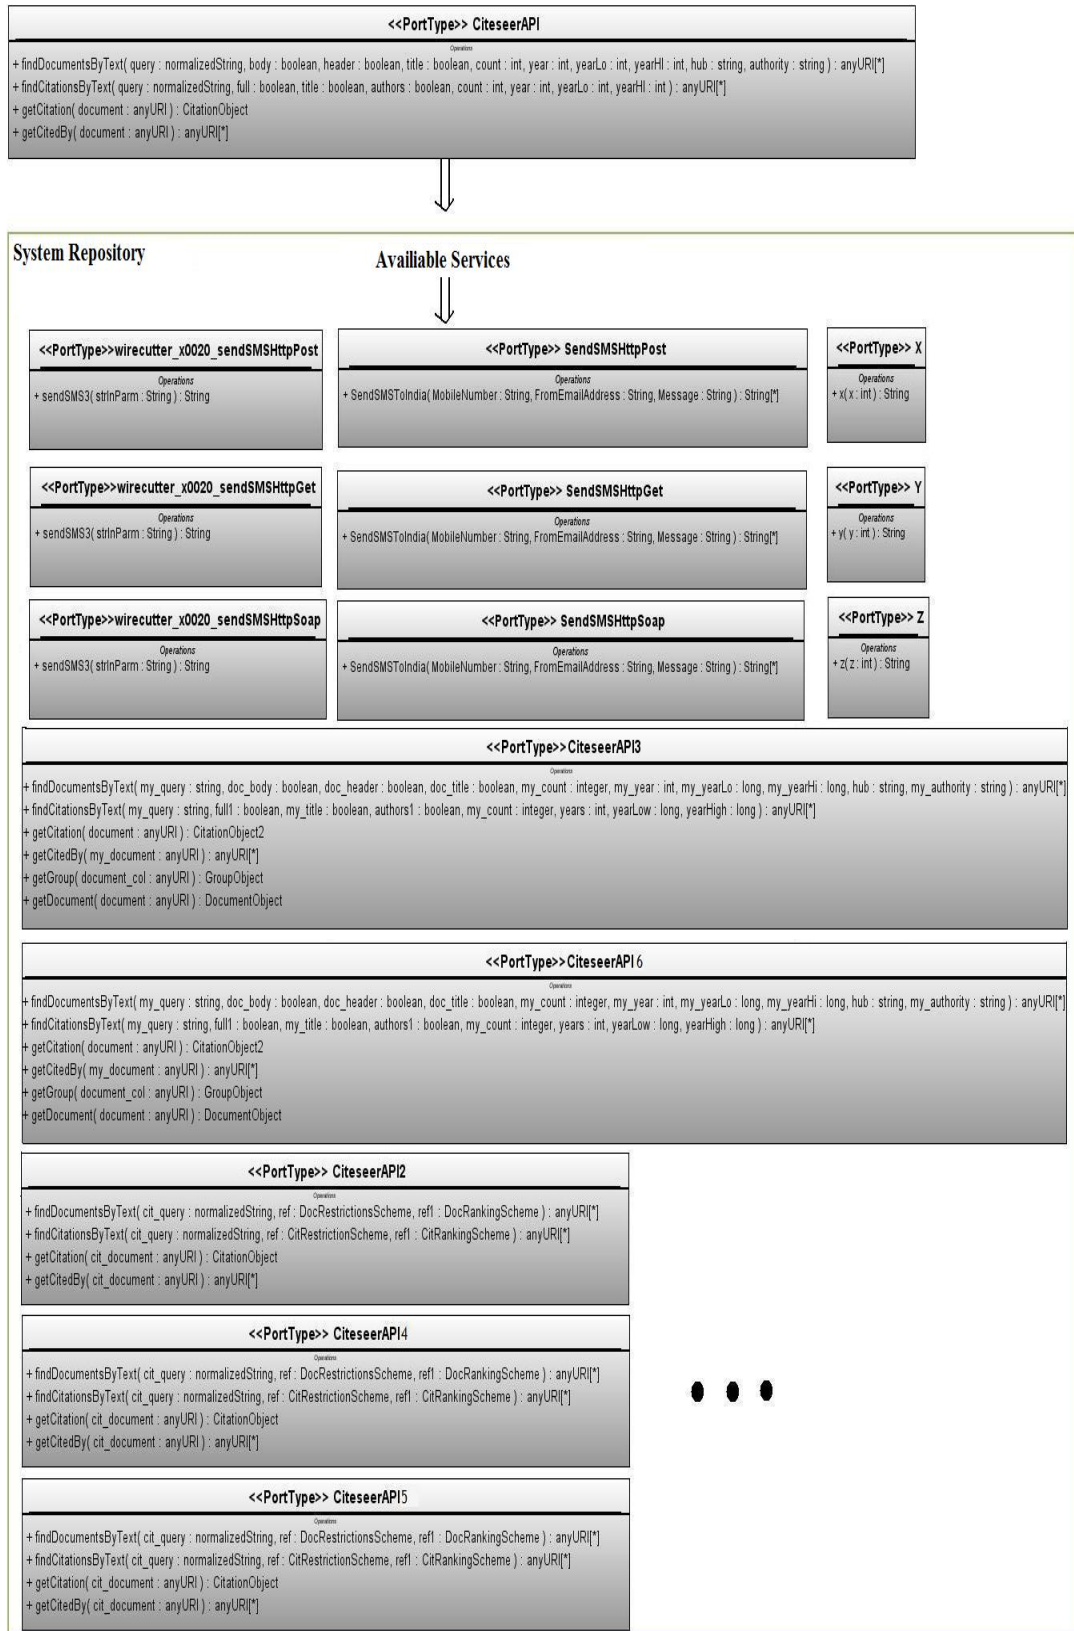 <<PortType>> CiteseerAPI
Operations
+ findDocumentsByText( query : normalizedString, body : boolean, header : boolean, title : boolean, count : int, year : int, yearLo : int, yearHI : int, hub : string, authority : string ) : anyURI[*]
+ findCitationsByText( query : normalizedString, full : boolean, title : boolean, authors : boolean, count : int, year : int, yearLo : int, yearHI : int ) : anyURI[*]
+ getCitation( document : anyURI ) : CitationObject
+ getCitedBy( document : anyURI ) : anyURI[*]
System Repository
Availiable Services
<<PortType>>wirecutter_x0020_sendSMSHttpPost
Operations
+ sendSMS3( strInParm : String ) : String
<<PortType>> SendSMSHttpPost
Operations
+ SendSMSToIndia( MobileNumber : String, FromEmailAddress : String, Message : String ) : String[*]
<<PortType>> X
Operations
+ x( x : int ) : String
<<PortType>>wirecutter_x0020_sendSMSHttpGet
Operations
+ sendSMS3( strInParm : String ) : String
<<PortType>> SendSMSHttpGet
Operations
+ SendSMSToIndia( MobileNumber : String, FromEmailAddress : String, Message : String ) : String[*]
<<PortType>> Y
Operations
+ y( y : int ) : String
<<PortType>>wirecutter_x0020_sendSMSHttpSoap
Operations
+ sendSMS3( strInParm : String ) : String
<<PortType>> SendSMSHttpSoap
Operations
+ SendSMSToIndia( MobileNumber : String, FromEmailAddress : String, Message : String ) : String[*]
<<PortType>> Z
Operations
+ z( z : int ) : String
<<PortType>>CiteseerAPI3
Operations
+ findDocumentsByText( my_query : string, doc_body : boolean, doc_header : boolean, doc_title : boolean, my_count : integer, my_year : int, my_yearLo : long, my_yearHi : long, hub : string, my_authority : string ) : anyURI[*]
+ findCitationsByText( my_query : string, full1 : boolean, my_title : boolean, authors1 : boolean, my_count : integer, years : int, yearLow : long, yearHigh : long ) : anyURI[*]
+ getCitation( document : anyURI ) : CitationObject2
+ getCitedBy( my_document : anyURI ) : anyURI[*]
+ getGroup( document_col : anyURI ) : GroupObject
+ getDocument( document : anyURI ) : DocumentObject
<<PortType>>CiteseerAPI 6
Operations
+ findDocumentsByText( my_query : string, doc_body : boolean, doc_header : boolean, doc_title : boolean, my_count : integer, my_year : int, my_yearLo : long, my_yearHi : long, hub : string, my_authority : string ) : anyURI[*]
+ findCitationsByText( my_query : string, full1 : boolean, my_title : boolean, authors1 : boolean, my_count : integer, years : int, yearLow : long, yearHigh : long ) : anyURI[*]
+ getCitation( document : anyURI ) : CitationObject2
+ getCitedBy( my_document : anyURI ) : anyURI[*]
+ getGroup( document_col : anyURI ) : GroupObject
+ getDocument( document : anyURI ) : DocumentObject
<<PortType>> CiteseerAPI2
Operations
+ findDocumentsByText( cit_query : normalizedString, ref : DocRestrictionsScheme, ref1 : DocRankingScheme ) : anyURI[*]
+ findCitationsByText( cit_query : normalizedString, ref : CitRestrictionScheme, ref1 : CitRankingScheme ) : anyURI[*]
+ getCitation( cit_document : anyURI ) : CitationObject
+ getCitedBy( cit_document : anyURI ) : anyURI[*]
<<PortType>> CiteseerAPI4
Operations
+ findDocumentsByText( cit_query : normalizedString, ref : DocRestrictionsScheme, ref1 : DocRankingScheme ) : anyURI[*]
+ findCitationsByText( cit_query : normalizedString, ref : CitRestrictionScheme, ref1 : CitRankingScheme ) : anyURI[*]
+ getCitation( cit_document : anyURI ) : CitationObject
+ getCitedBy( cit_document : anyURI ) : anyURI[*]
<<PortType>> CiteseerAPI5
Operations
+ findDocumentsByText( cit_query : normalizedString, ref : DocRestrictionsScheme, ref1 : DocRankingScheme ) : anyURI[*]
+ findCitationsByText( cit_query : normalizedString, ref : CitRestrictionScheme, ref1 : CitRankingScheme ) : anyURI[*]
+ getCitation( cit_document : anyURI ) : CitationObject
+ getCitedBy( cit_document : anyURI ) : anyURI[*]